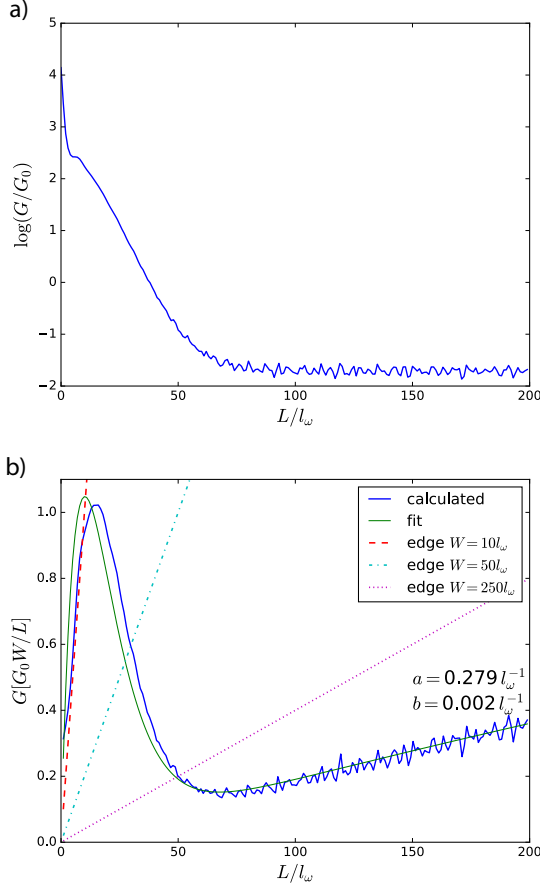 a)
5
4
3
2
1
0
−1
−2
log(G/G₀)
0 50 100 150 200
L/l_ω
b)
1.0
0.8
0.6
0.4
0.2
0.0
G[G₀W/L]
calculated
fit
edge W=10l_ω
edge W=50l_ω
edge W=250l_ω
a=0.279 l_ω⁻¹
b=0.002 l_ω⁻¹
0 50 100 150 200
L/l_ω